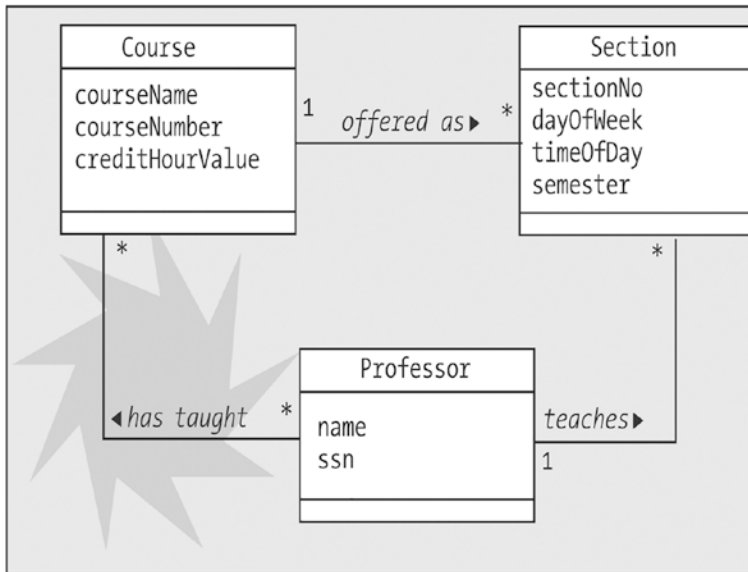 Course
courseName
courseNumber
creditHourValue
1
offered as▶
*
Section
sectionNo
dayOfWeek
timeOfDay
semester
*
*
◀has taught
*
Professor
name
ssn
teaches▶
1